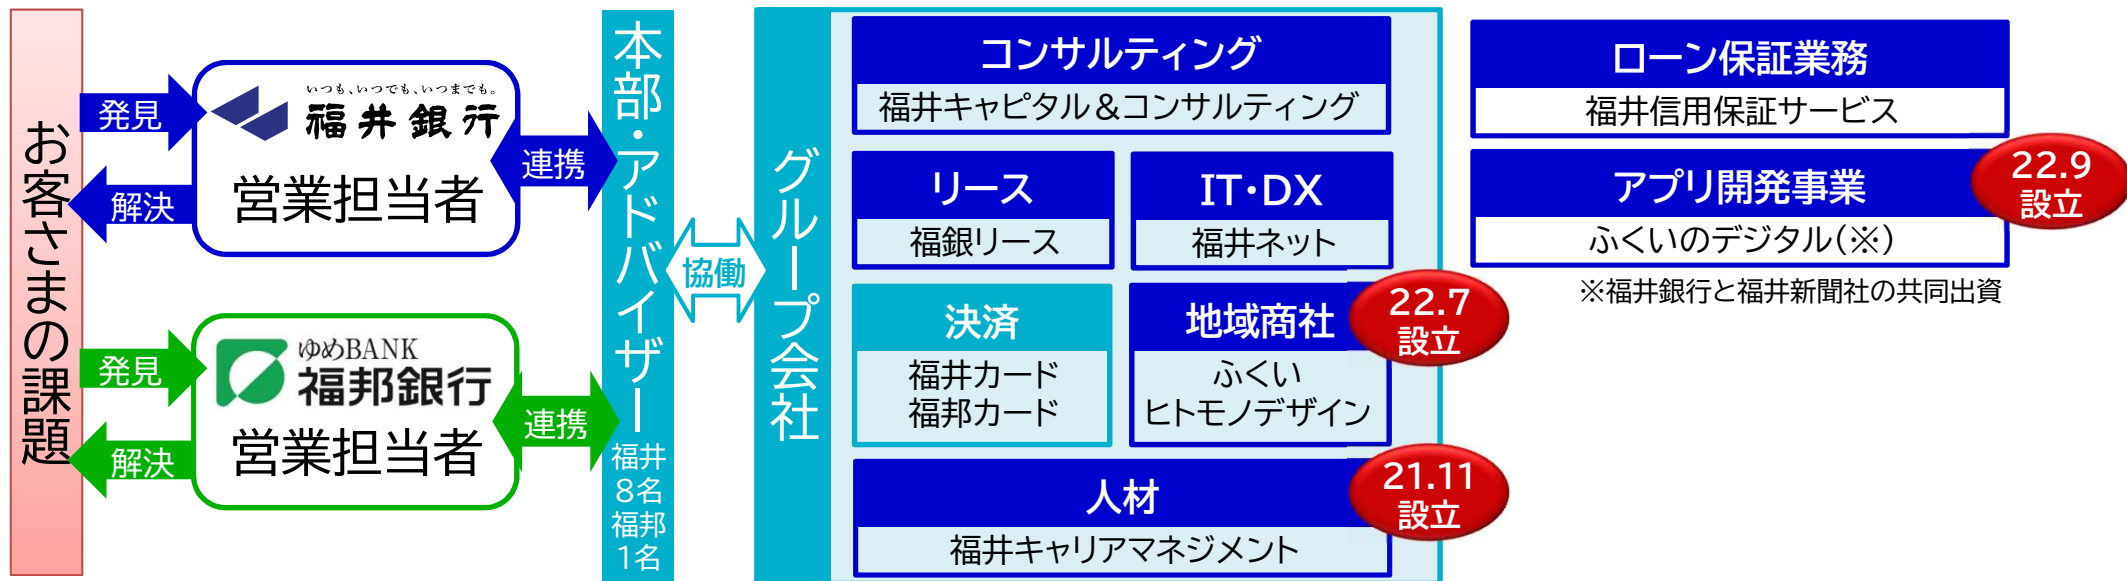 お客さまの課題
発見
解決
いつも、いつでも、いつまでも。
福井銀行
営業担当者
連携
発見
解決
ゆめBANK
福邦銀行
営業担当者
連携
本部・アドバイザー
福井
8名
福邦
1名
協働
グループ会社
コンサルティング
福井キャピタル&コンサルティング
リース
福銀リース
IT・DX
福井ネット
決済
福井カード
福邦カード
地域商社
ふくい
ヒトモノデザイン
22.7
設立
人材
福井キャリアマネジメント
21.11
設立
ローン保証業務
福井信用保証サービス
アプリ開発事業
ふくいのデジタル(※)
22.9
設立
※福井銀行と福井新聞社の共同出資